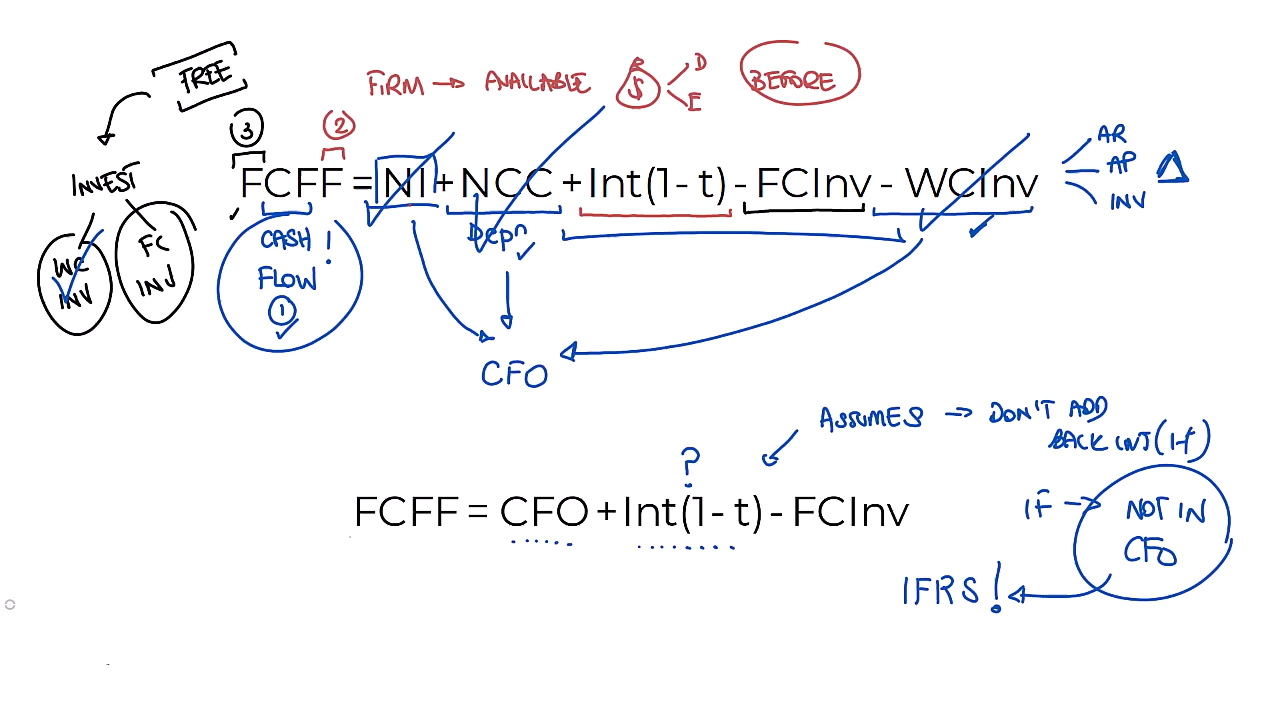 FREE
FIRM → AVAILABLE $ D E BEFORE
③ ②
INVEST
FCFF = NI + NCC + Int(1 - t) - FCInv - WCInv
AR
AP Δ
INV
WC INV
FC INV
CASH!
FLOW
①
Depn
CFO
ASSUMES → DON'T ADD
BACK INT(1-t)
?
FCFF = CFO + Int(1 - t) - FCInv
IF → NOT IN
CFO
IFRS!